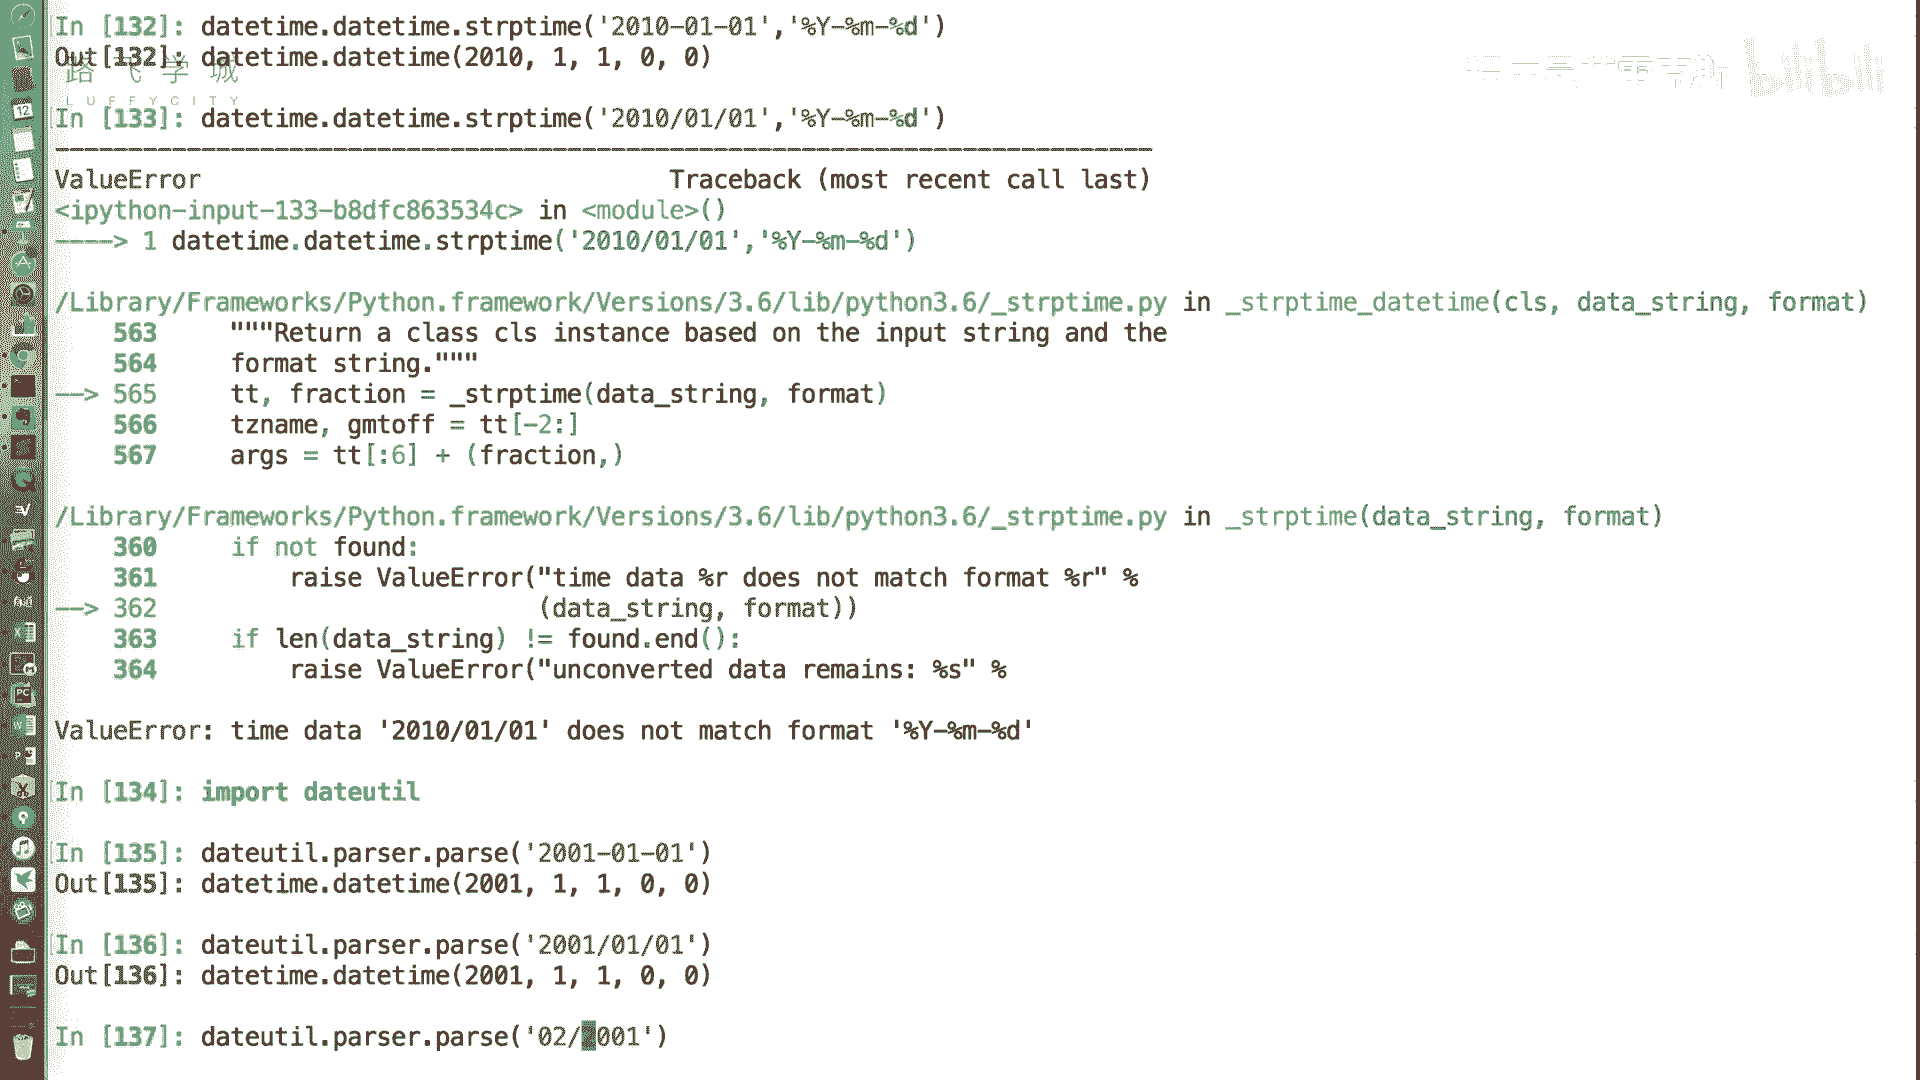 In [132]: datetime.datetime.strptime('2010-01-01','%Y-%m-%d')
Out[132]: datetime.datetime(2010, 1, 1, 0, 0)
路飞学城
LUFFYCITY
bilibili
In [133]: datetime.datetime.strptime('2010/01/01','%Y-%m-%d')
---------------------------------------------------------------------------
ValueError                                Traceback (most recent call last)
<ipython-input-133-b8dfc863534c> in <module>()
----> 1 datetime.datetime.strptime('2010/01/01','%Y-%m-%d')
/Library/Frameworks/Python.framework/Versions/3.6/lib/python3.6/_strptime.py in _strptime_datetime(cls, data_string, format)
    563     """Return a class cls instance based on the input string and the
    564     format string."""
--> 565     tt, fraction = _strptime(data_string, format)
    566     tzname, gmtoff = tt[-2:]
    567     args = tt[:6] + (fraction,)
/Library/Frameworks/Python.framework/Versions/3.6/lib/python3.6/_strptime.py in _strptime(data_string, format)
    360     if not found:
    361         raise ValueError("time data %r does not match format %r" %
--> 362                          (data_string, format))
    363     if len(data_string) != found.end():
    364         raise ValueError("unconverted data remains: %s" %
ValueError: time data '2010/01/01' does not match format '%Y-%m-%d'
In [134]: import dateutil
In [135]: dateutil.parser.parse('2001-01-01')
Out[135]: datetime.datetime(2001, 1, 1, 0, 0)
In [136]: dateutil.parser.parse('2001/01/01')
Out[136]: datetime.datetime(2001, 1, 1, 0, 0)
In [137]: dateutil.parser.parse('02/2001')